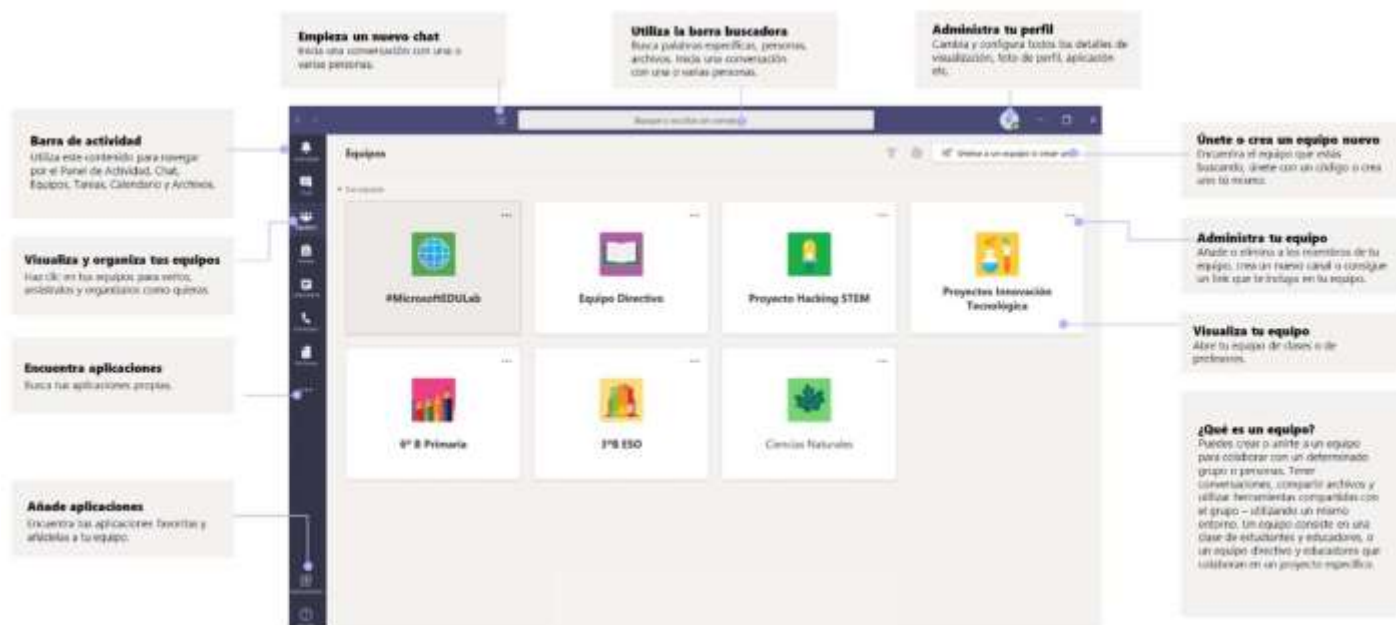 Empieza un nuevo chat
Inicia una conversación con una o
varias personas.
Utiliza la barra buscadora
Busca palabras específicas, personas,
archivos. Inicia una conversación
con una o varias personas.
Administra tu perfil
Cambia y configura todos los detalles de
visualización, foto de perfil, aplicación
etc.
Barra de actividad
Utiliza este contenido para navegar
por el Panel de Actividad, Chat,
Equipos, Tareas, Calendario y Archivos.
Visualiza y organiza tus equipos
Haz clic en tus equipos para verlos,
arrástralos y organízalos como quieras.
Encuentra aplicaciones
Busca tus aplicaciones propias.
Añade aplicaciones
Encuentra tus aplicaciones favoritas y
añádelas a tu equipo.
Equipos
#MicrosoftEDULab
Equipo Directivo
Proyecto Hacking STEM
Proyectos Innovación
Tecnológica
6º B Primaria
3ºB ESO
Ciencias Naturales
Únete o crea un equipo nuevo
Encuentra el equipo que estás
buscando, únete con un código o crea
uno tú mismo.
Administra tu equipo
Añade o elimina a los miembros de tu
equipo, crea un nuevo canal o consigue
un link que te incluya en tu equipo.
Visualiza tu equipo
Abre tu equipo de clases o de
profesores.
¿Qué es un equipo?
Puedes crear o unirte a un equipo
para colaborar con un determinado
grupo o personas. Tener
conversaciones, compartir archivos y
utilizar herramientas compartidas con
el grupo – utilizando un mismo
entorno. Un equipo consiste en una
clase de estudiantes y educadores, o
un equipo directivo y educadores que
colaboran en un proyecto específico.